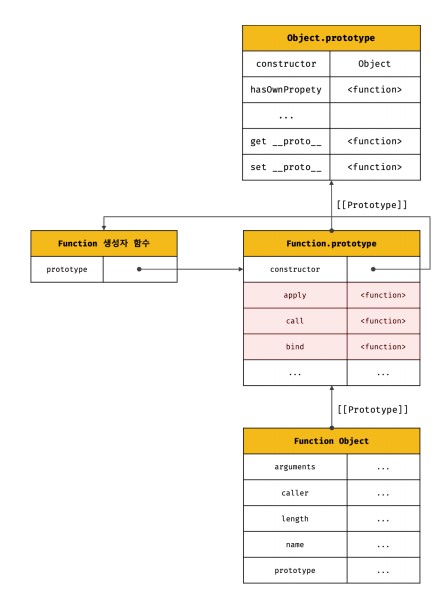 Object.prototype
constructor Object
hasOwnPropety <function>
...
get __proto__ <function>
set __proto__ <function>
[[Prototype]]
Function 생성자 함수
prototype
Function.prototype
constructor
apply <function>
call <function>
bind <function>
... ...
[[Prototype]]
Function Object
arguments ...
caller ...
length ...
name ...
prototype ...